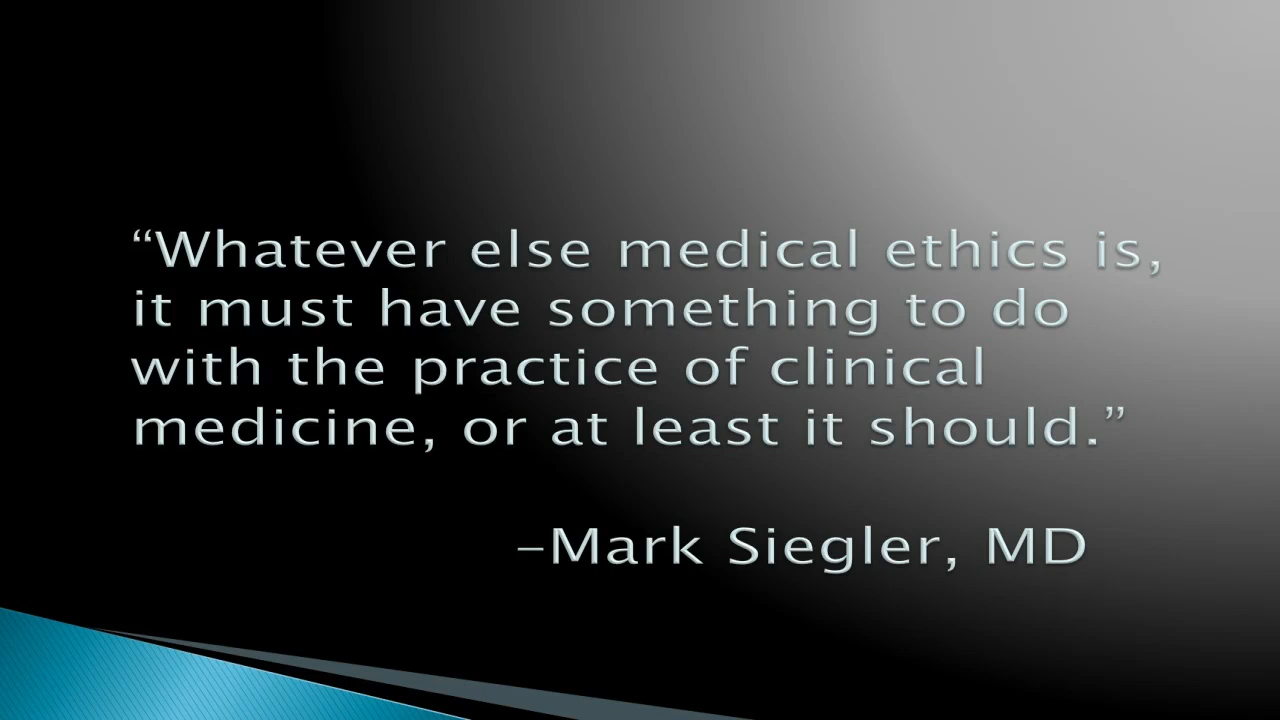 “Whatever else medical ethics is,
it must have something to do
with the practice of clinical
medicine, or at least it should.”
–Mark Siegler, MD